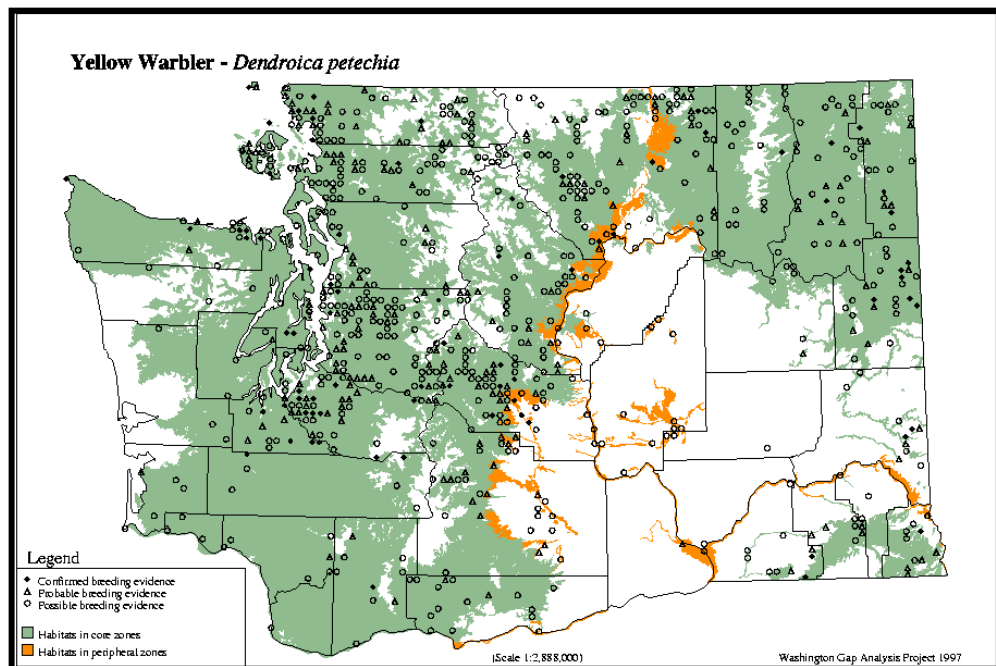 Yellow Warbler - Dendroica petechia
Legend
Confirmed breeding evidence
Probable breeding evidence
Possible breeding evidence
Habitats in core zones
Habitats in peripheral zones
(Scale 1:2,888,000)
Washington Gap Analysis Project 1997